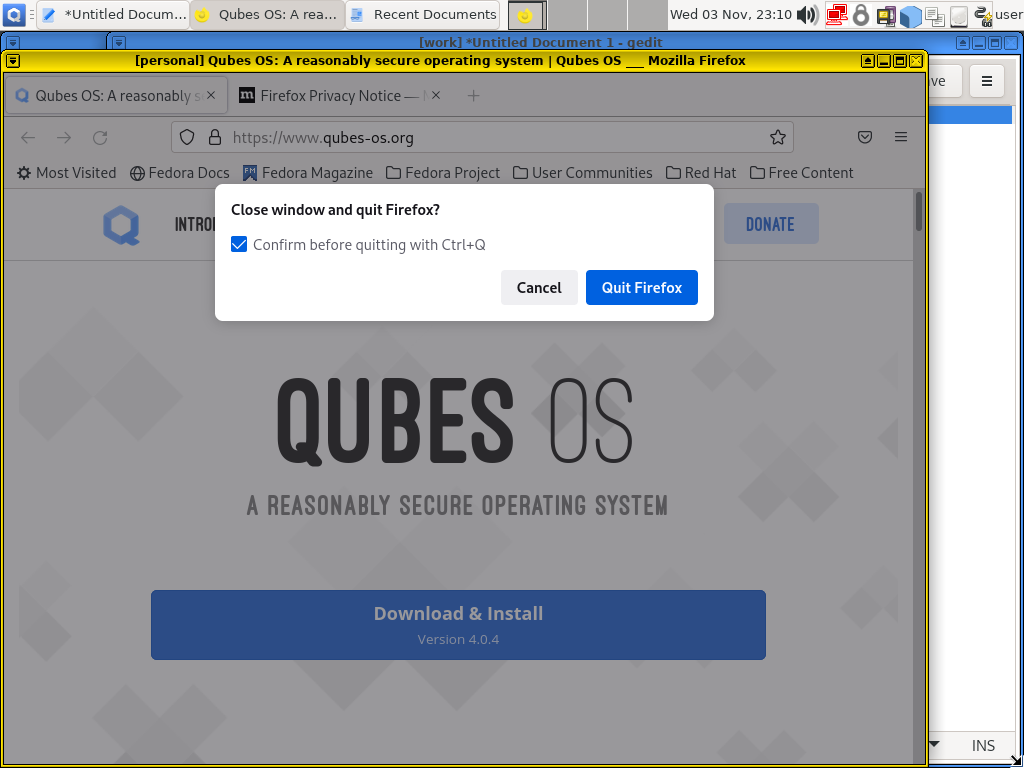 *Untitled Docum...
Qubes OS: A rea...
Recent Documents
Wed 03 Nov, 23:10
user
[work] *Untitled Document 1 - gedit
[personal] Qubes OS: A reasonably secure operating system | Qubes OS __ Mozilla Firefox
Qubes OS: A reasonably s
Firefox Privacy Notice —
https://www.qubes-os.org
Most Visited
Fedora Docs
Fedora Magazine
Fedora Project
User Communities
Red Hat
Free Content
INTRO
DONATE
Close window and quit Firefox?
Confirm before quitting with Ctrl+Q
Cancel
Quit Firefox
QUBES OS
A REASONABLY SECURE OPERATING SYSTEM
Download & Install
Version 4.0.4
INS